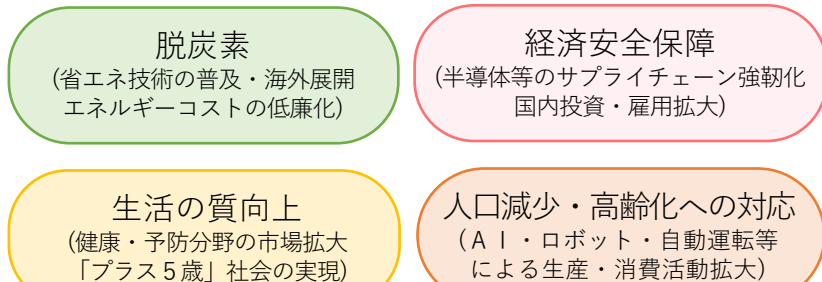 脱炭素
(省エネ技術の普及・海外展開
エネルギーコストの低廉化)
経済安全保障
(半導体等のサプライチェーン強靭化
国内投資・雇用拡大)
生活の質向上
(健康・予防分野の市場拡大
「プラス５歳」社会の実現)
人口減少・高齢化への対応
(ＡＩ・ロボット・自動運転等
による生産・消費活動拡大)